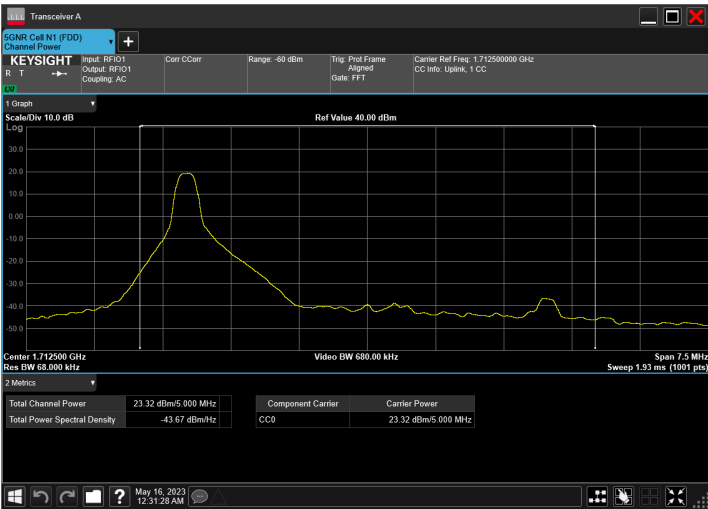 Transceiver A
5GNR Cell N1 (FDD)
Channel Power
KEYSIGHT
R T
LXI
Input: RFIO1
Output: RFIO1
Coupling: AC
Corr CCorr
Range: -60 dBm
Trig: Prot Frame
Aligned
Gate: FFT
Carrier Ref Freq: 1.712500000 GHz
CC Info: Uplink, 1 CC
1 Graph
Scale/Div 10.0 dB
Ref Value 40.00 dBm
Log
30.0
20.0
10.0
0.00
-10.0
-20.0
-30.0
-40.0
-50.0
Center 1.712500 GHz
Video BW 680.00 kHz
Span 7.5 MHz
Res BW 68.000 kHz
Sweep 1.93 ms (1001 pts)
2 Metrics
Total Channel Power 23.32 dBm/5.000 MHz
Total Power Spectral Density -43.67 dBm/Hz
Component Carrier Carrier Power
CC0 23.32 dBm/5.000 MHz
?
May 16, 2023
12:31:28 AM